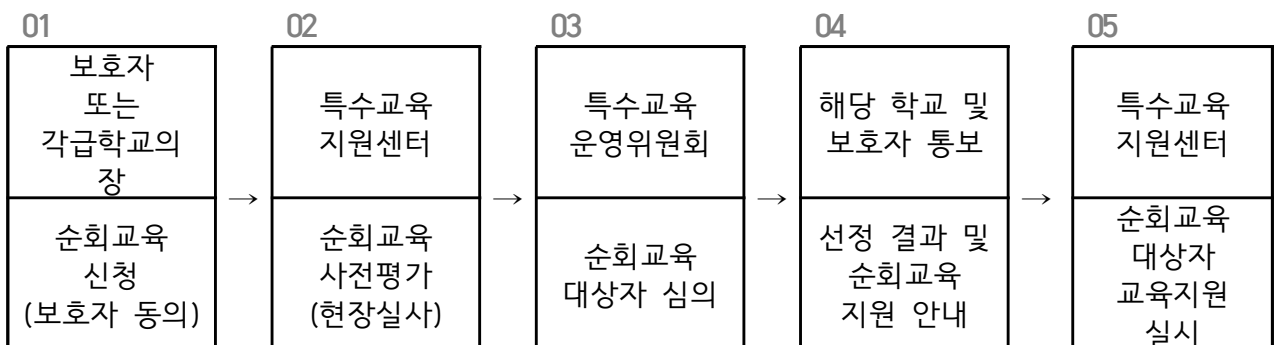 01
보호자
또는
각급학교의
장
순회교육
신청
(보호자 동의)
→
02
특수교육
지원센터
순회교육
사전평가
(현장실사)
→
03
특수교육
운영위원회
순회교육
대상자 심의
→
04
해당 학교 및
보호자 통보
선정 결과 및
순회교육
지원 안내
→
05
특수교육
지원센터
순회교육
대상자
교육지원
실시